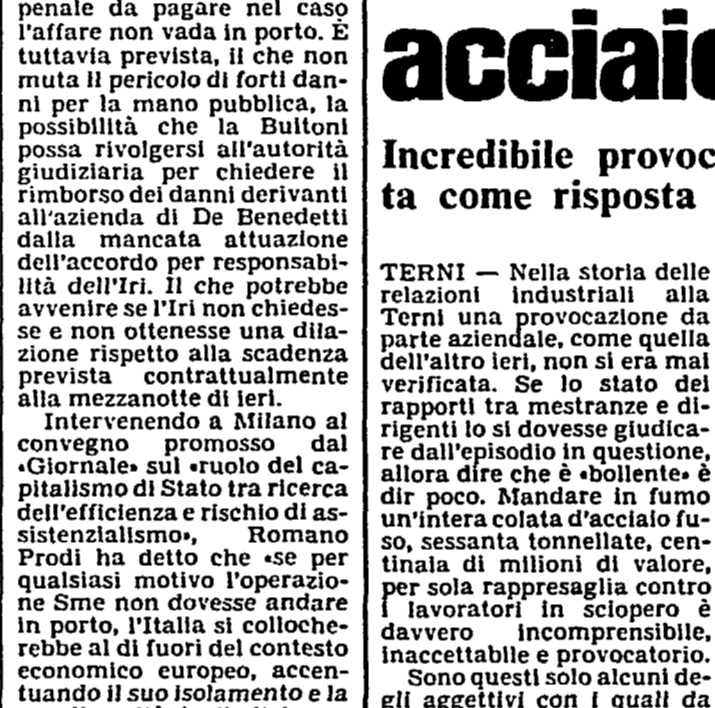 penale da pagare nel caso
l'affare non vada in porto. È
tuttavia prevista, il che non
muta il pericolo di forti dan-
ni per la mano pubblica, la
possibilità che la Buitoni
possa rivolgersi all'autorità
giudiziaria per chiedere il
rimborso dei danni derivanti
all'azienda di De Benedetti
dalla mancata attuazione
dell'accordo per responsabi-
lità dell'Iri. Il che potrebbe
avvenire se l'Iri non chiedes-
se e non ottenesse una dila-
zione rispetto alla scadenza
prevista contrattualmente
alla mezzanotte di ieri.
Intervenendo a Milano al
convegno promosso dal
«Giornale» sul «ruolo del ca-
pitalismo di Stato tra ricerca
dell'efficienza e rischio di as-
sistenzialismo», Romano
Prodi ha detto che «se per
qualsiasi motivo l'operazio-
ne Sme non dovesse andare
in porto, l'Italia si colloche-
rebbe al di fuori del contesto
economico europeo, accen-
tuando il suo isolamento e la
acciaio
Incredibile provoc
ta come risposta
TERNI — Nella storia delle
relazioni industriali alla
Terni una provocazione da
parte aziendale, come quella
dell'altro ieri, non si era mai
verificata. Se lo stato dei
rapporti tra mestranze e di-
rigenti lo si dovesse giudica-
re dall'episodio in questione,
allora dire che è «bollente» è
dir poco. Mandare in fumo
un'intera colata d'acciaio fu-
so, sessanta tonnellate, cen-
tinaia di milioni di valore,
per sola rappresaglia contro
i lavoratori in sciopero è
davvero incomprensibile,
inaccettabile e provocatorio.
Sono questi solo alcuni de-
gli aggettivi con i quali da